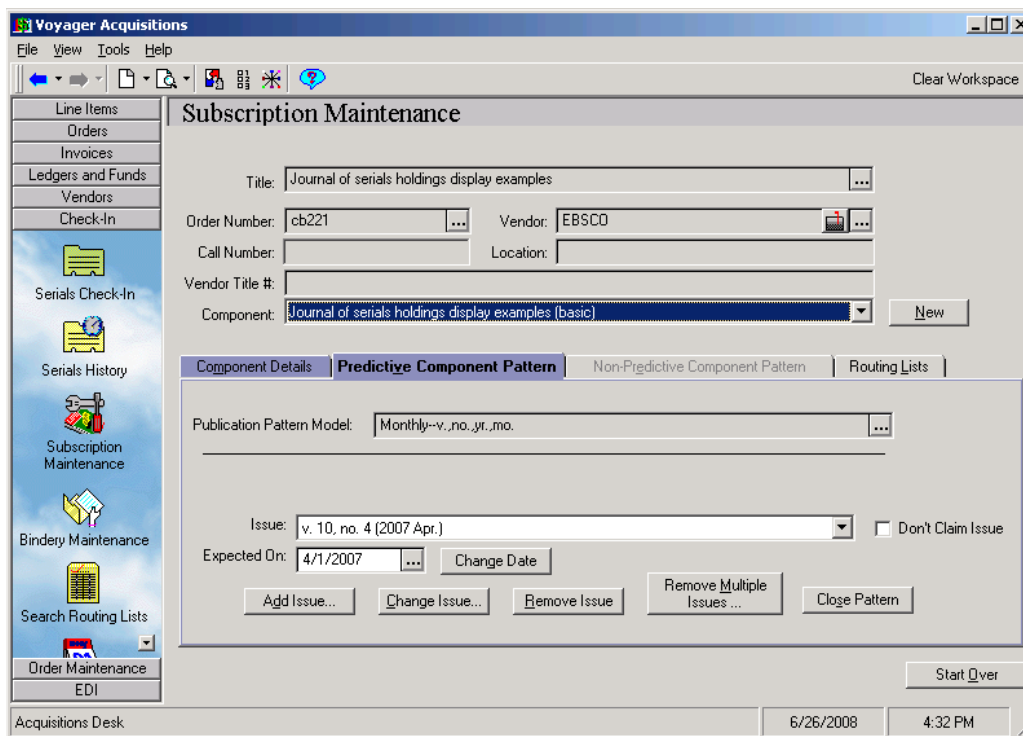 Voyager Acquisitions
File View Tools Help
Clear Workspace
Line Items
Orders
Invoices
Ledgers and Funds
Vendors
Check-In
Serials Check-In
Serials History
Subscription
Maintenance
Bindery Maintenance
Search Routing Lists
Order Maintenance
EDI
Subscription Maintenance
Title: Journal of serials holdings display examples ...
Order Number: cb221 ... Vendor: EBSCO ...
Call Number: Location:
Vendor Title #:
Component: Journal of serials holdings display examples (basic) New
Component Details Predictive Component Pattern Non-Predictive Component Pattern Routing Lists
Publication Pattern Model: Monthly--v.,no.,yr.,mo. ...
Issue: v. 10, no. 4 (2007 Apr.) Don't Claim Issue
Expected On: 4/1/2007 ... Change Date
Add Issue... Change Issue... Remove Issue Remove Multiple
Issues ... Close Pattern
Start Over
Acquisitions Desk 6/26/2008 4:32 PM